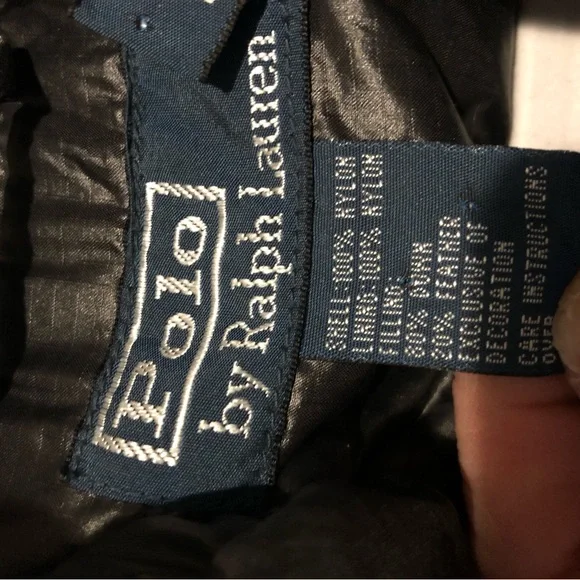 Polo
by Ralph Lauren
SHELL:100% NYLON
LINING:100% NYLON
FILLING:
80% DOWN
20% FEATHER
EXCLUSIVE OF
DECORATION
CARE INSTRUCTIONS
OVER